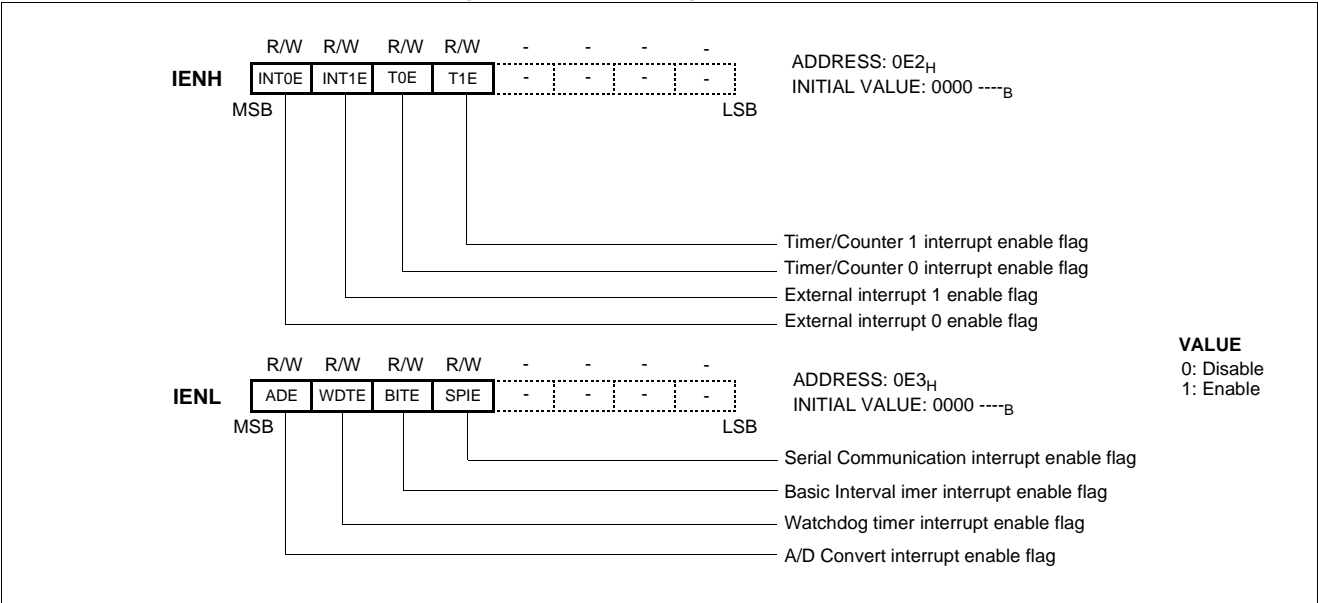 R/W R/W R/W R/W - - - -
IENH INT0E INT1E T0E T1E - - - -
ADDRESS: 0E2H
INITIAL VALUE: 0000 ----B
MSB LSB
Timer/Counter 1 interrupt enable flag
Timer/Counter 0 interrupt enable flag
External interrupt 1 enable flag
External interrupt 0 enable flag
VALUE
0: Disable
1: Enable
R/W R/W R/W R/W - - - -
IENL ADE WDTE BITE SPIE - - - -
ADDRESS: 0E3H
INITIAL VALUE: 0000 ----B
MSB LSB
Serial Communication interrupt enable flag
Basic Interval imer interrupt enable flag
Watchdog timer interrupt enable flag
A/D Convert interrupt enable flag